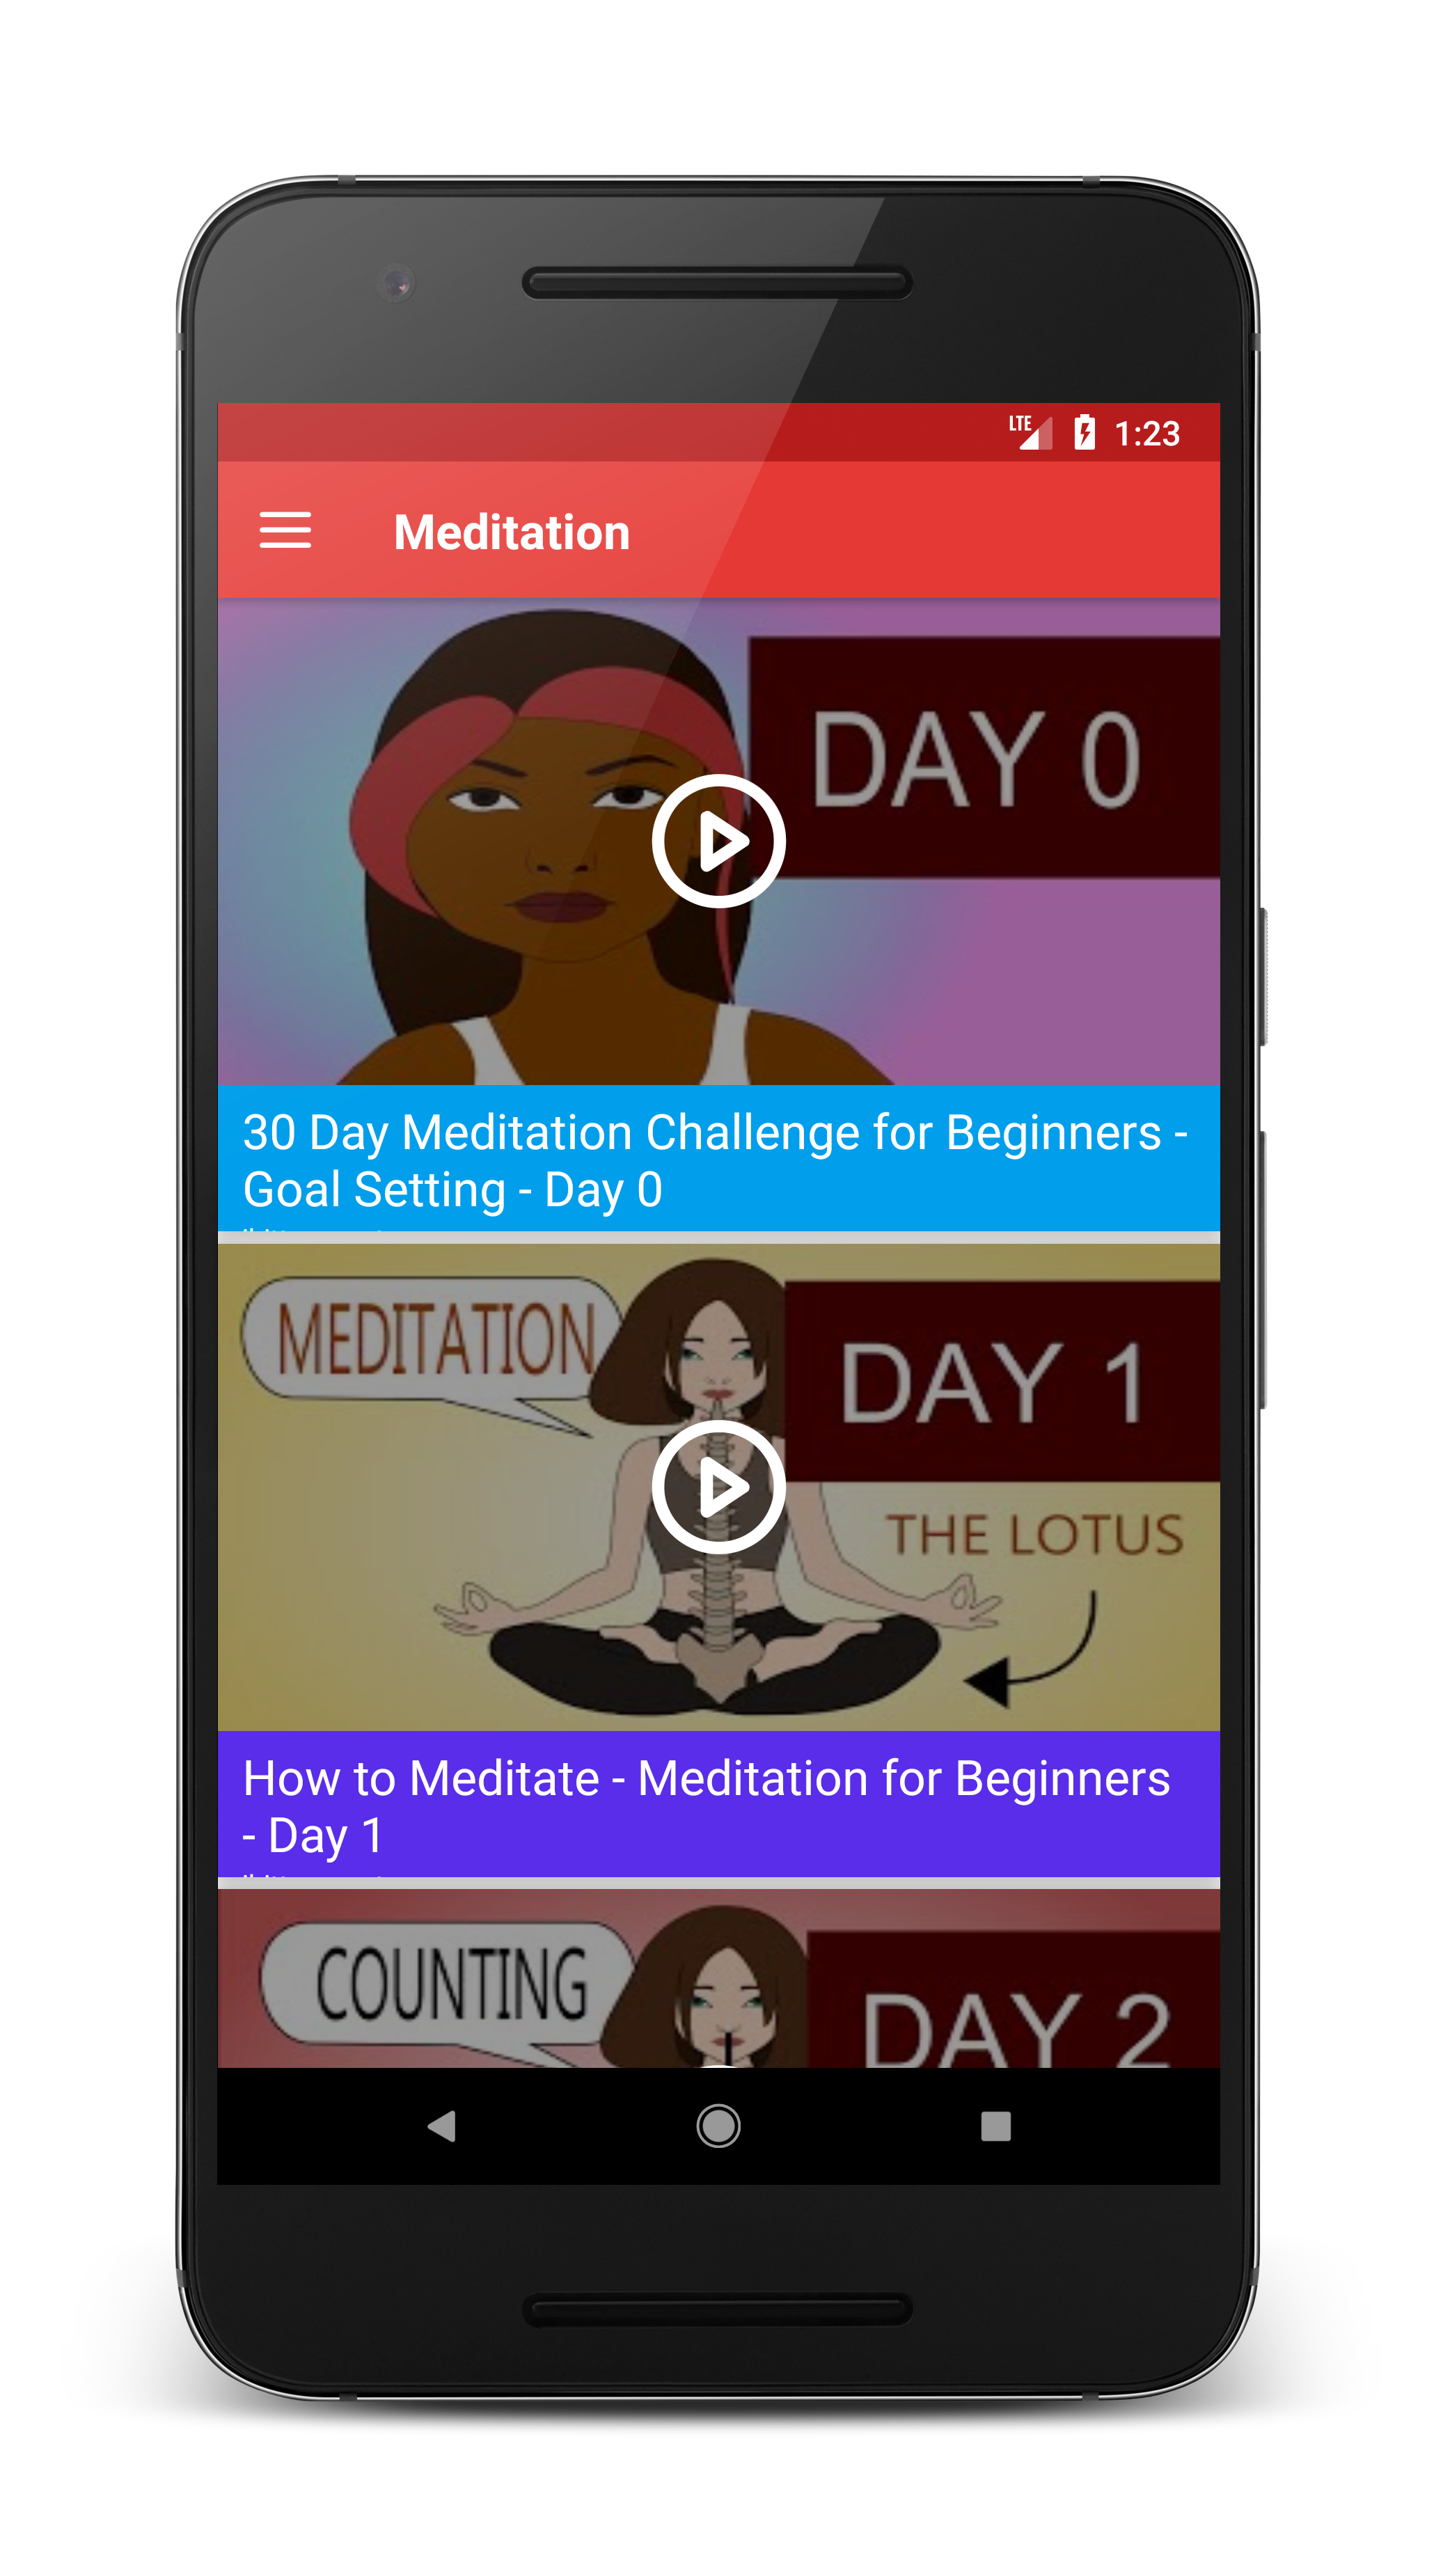 LTE 1:23
Meditation
DAY 0
30 Day Meditation Challenge for Beginners -
Goal Setting - Day 0
MEDITATION
DAY 1
THE LOTUS
How to Meditate - Meditation for Beginners
- Day 1
COUNTING
DAY 2